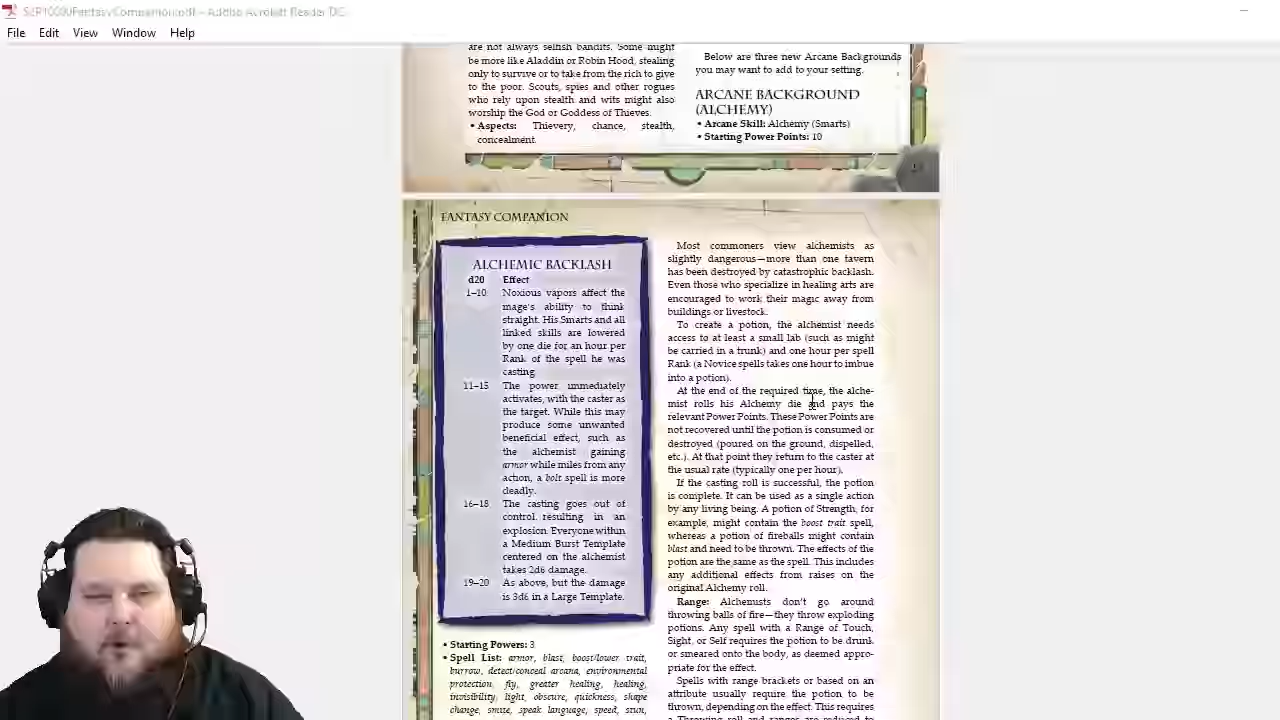 SZP10000FantasyCompanion.pdf - Adobe Acrobat Reader DC
File Edit View Window Help
are not always selfish bandits. Some might
be more like Aladdin or Robin Hood, stealing
only to survive or to take from the rich to give
to the poor. Scouts, spies and other rogues
who rely upon stealth and wits might also
worship the God or Goddess of Thieves.
• Aspects: Thievery, chance, stealth,
concealment.
Below are three new Arcane Backgrounds
you may want to add to your setting.
ARCANE BACKGROUND
(ALCHEMY)
• Arcane Skill: Alchemy (Smarts)
• Starting Power Points: 10
FANTASY COMPANION
ALCHEMIC BACKLASH
d20 Effect
1–10 Noxious vapors affect the
mage's ability to think
straight. His Smarts and all
linked skills are lowered
by one die for an hour per
Rank of the spell he was
casting.
11–15 The power immediately
activates, with the caster as
the target. While this may
produce some unwanted
beneficial effect, such as
the alchemist gaining
armor while miles from any
action, a bolt spell is more
deadly.
16–18 The casting goes out of
control resulting in an
explosion. Everyone within
a Medium Burst Template
centered on the alchemist
takes 2d6 damage.
19–20 As above, but the damage
is 3d6 in a Large Template.
• Starting Powers: 3
• Spell List: armor, blast, boost/lower trait,
burrow, detect/conceal arcana, environmental
protection, fly, greater healing, healing,
invisibility, light, obscure, quickness, shape
change, smite, speak language, speed, stun,
Most commoners view alchemists as
slightly dangerous—more than one tavern
has been destroyed by catastrophic backlash.
Even those who specialize in healing arts are
encouraged to work their magic away from
buildings or livestock.
To create a potion, the alchemist needs
access to at least a small lab (such as might
be carried in a trunk) and one hour per spell
Rank (a Novice spells takes one hour to imbue
into a potion).
At the end of the required time, the alche-
mist rolls his Alchemy die and pays the
relevant Power Points. These Power Points are
not recovered until the potion is consumed or
destroyed (poured on the ground, dispelled,
etc.). At that point they return to the caster at
the usual rate (typically one per hour).
If the casting roll is successful, the potion
is complete. It can be used as a single action
by any living being. A potion of Strength, for
example, might contain the boost trait spell,
whereas a potion of fireballs might contain
blast and need to be thrown. The effects of the
potion are the same as the spell. This includes
any additional effects from raises on the
original Alchemy roll.
Range: Alchemists don't go around
throwing balls of fire—they throw exploding
potions. Any spell with a Range of Touch,
Sight, or Self requires the potion to be drunk
or smeared onto the body, as deemed appro-
priate for the effect.
Spells with range brackets or based on an
attribute usually require the potion to be
thrown, depending on the effect. This requires
a Throwing roll and ranges are reduced to